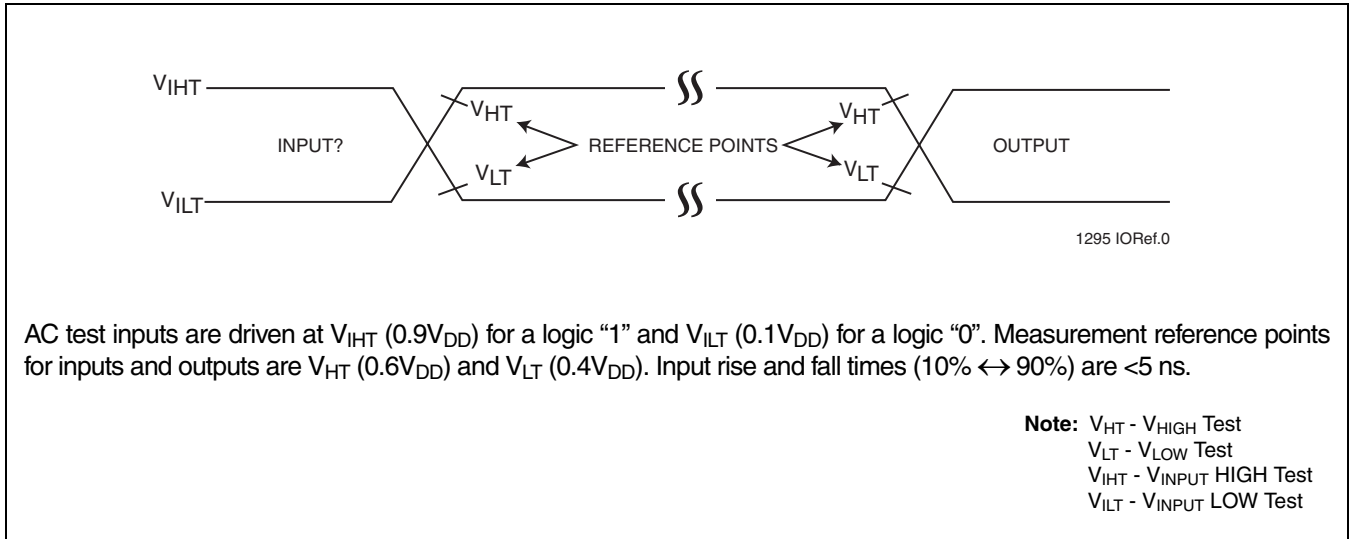 VIHT
VHT
VHT
INPUT?
REFERENCE POINTS
OUTPUT
VLT
VLT
VILT
1295 IORef.0
AC test inputs are driven at VIHT (0.9VDD) for a logic “1” and VILT (0.1VDD) for a logic “0”. Measurement reference points
for inputs and outputs are VHT (0.6VDD) and VLT (0.4VDD). Input rise and fall times (10% ↔ 90%) are <5 ns.
Note: VHT - VHIGH Test
VLT - VLOW Test
VIHT - VINPUT HIGH Test
VILT - VINPUT LOW Test